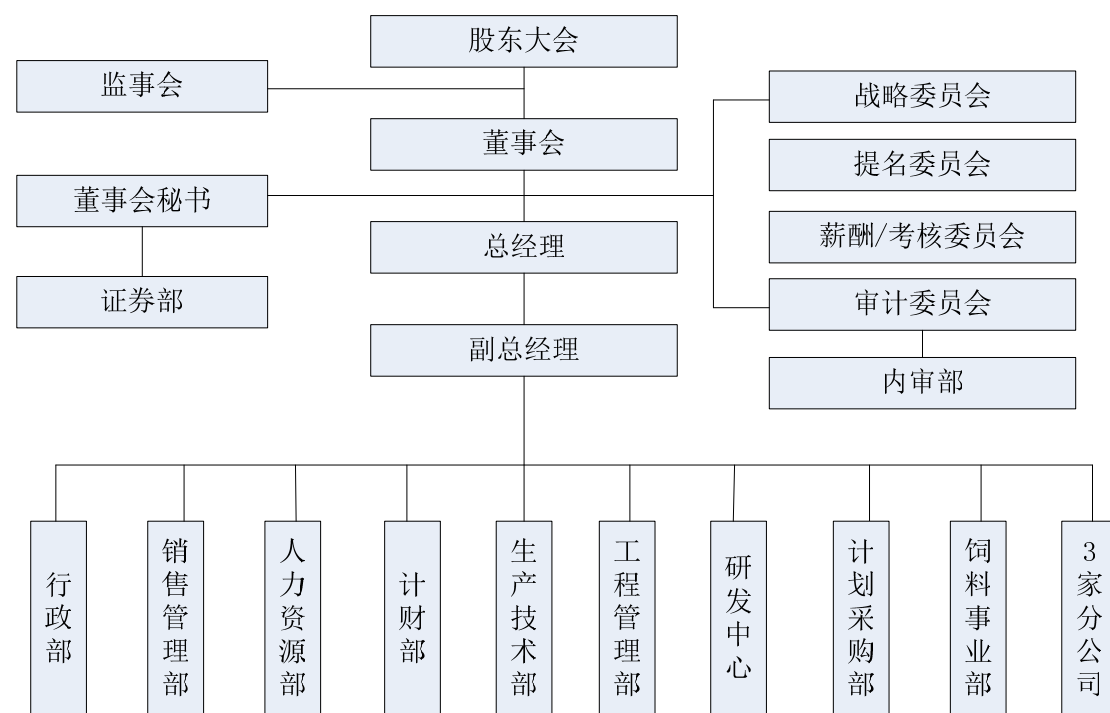 股东大会
监事会
战略委员会
董事会
提名委员会
董事会秘书
薪酬/考核委员会
总经理
证券部
审计委员会
副总经理
内审部
行政部
销售管理部
人力资源部
计财部
生产技术部
工程管理部
研发中心
计划采购部
饲料事业部
3家分公司